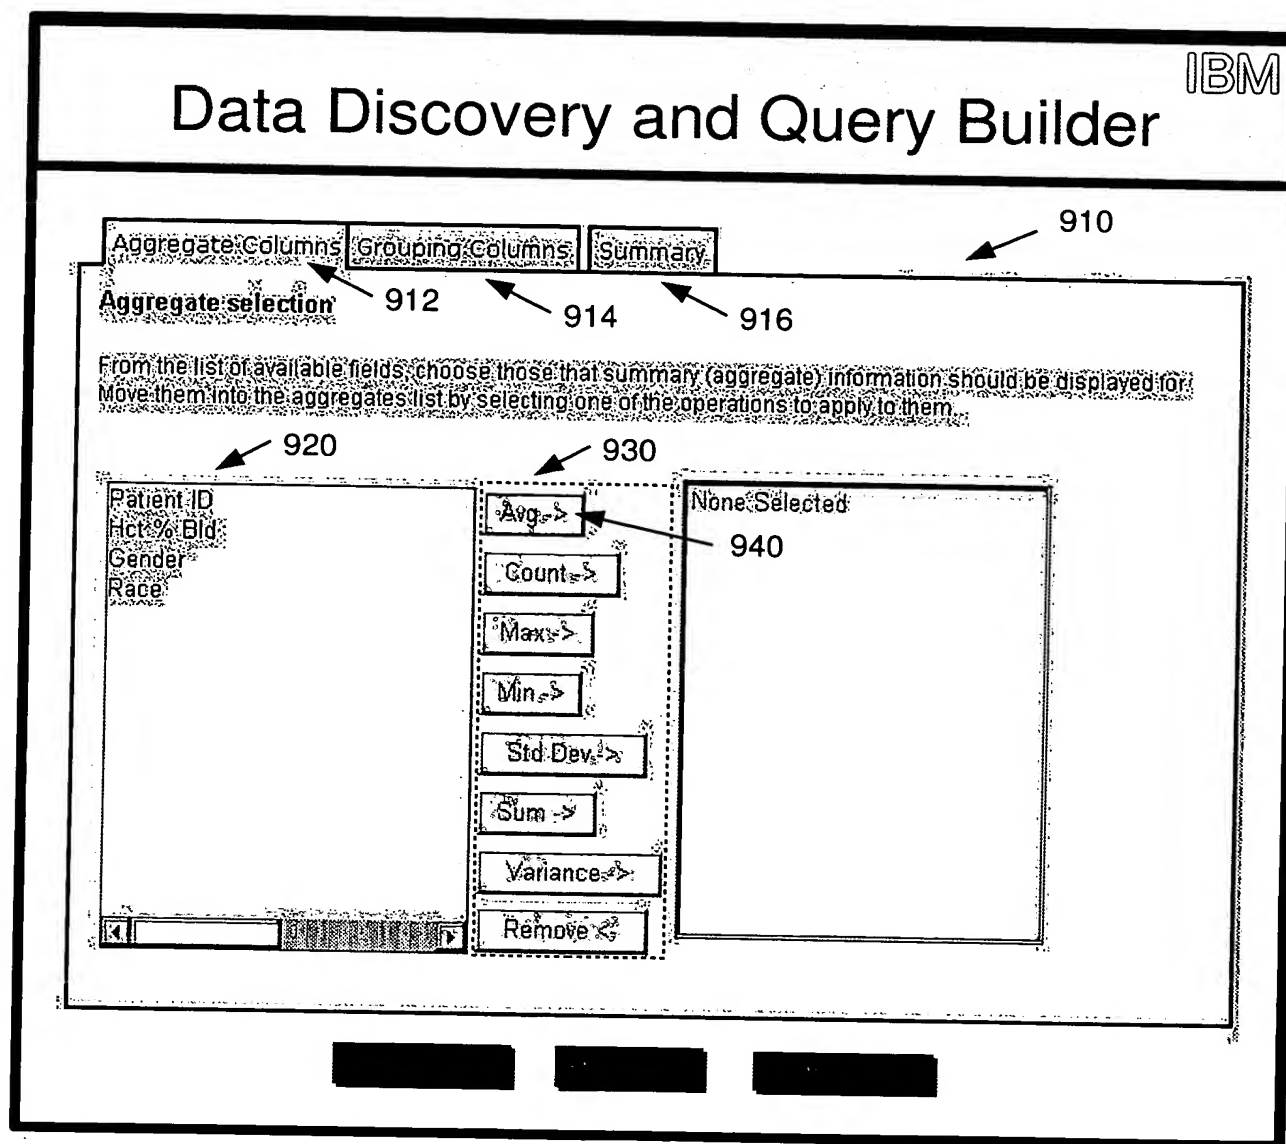 IBM
Data Discovery and Query Builder
910
Aggregate Columns Grouping Columns Summary
Aggregate selection
912
914
916
From the list of available fields, choose those that summary (aggregate) information should be displayed for.
Move them into the aggregates list by selecting one of the operations to apply to them.
920
930
Patient ID
Hct % Bld
Gender
Race
Avg ->
940
Count ->
Max ->
Min ->
Std Dev ->
Sum ->
Variance ->
Remove <-
None Selected